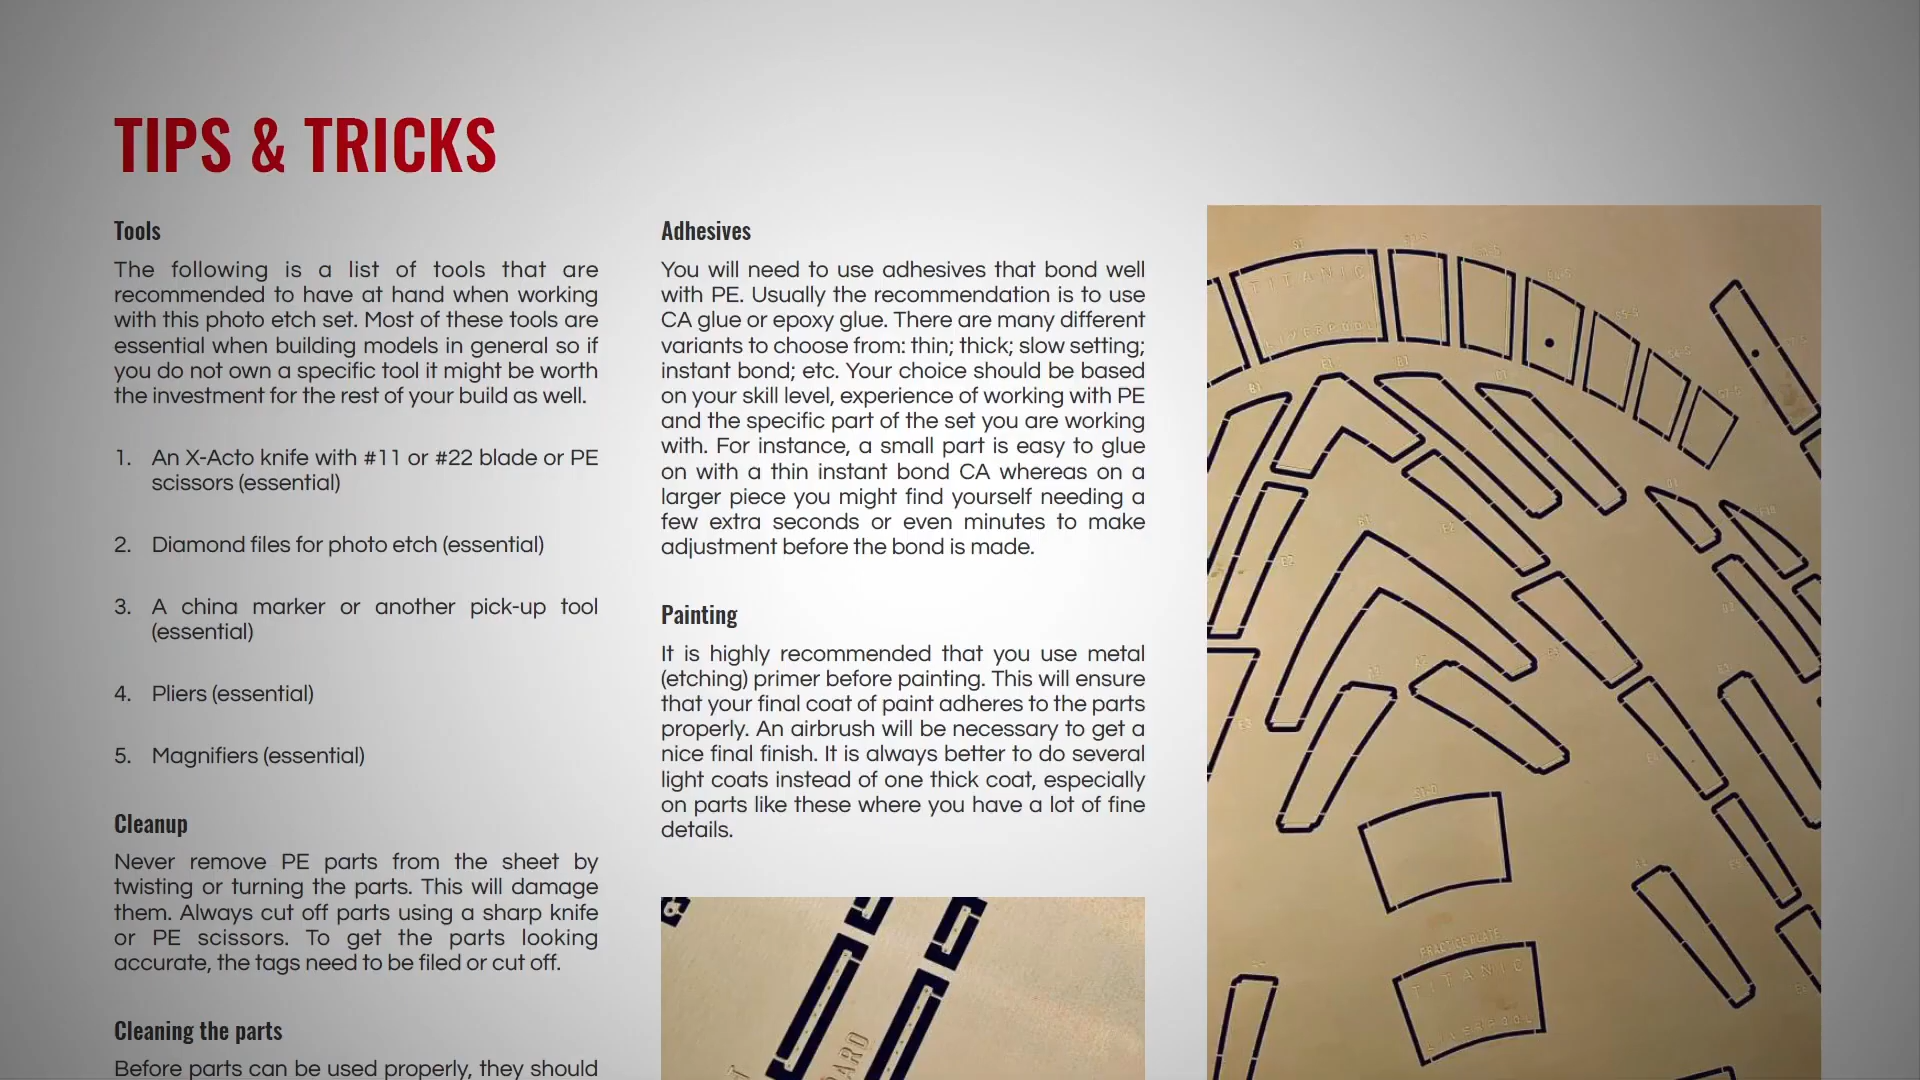 TIPS & TRICKS
Tools
The following is a list of tools that are
recommended to have at hand when working
with this photo etch set. Most of these tools are
essential when building models in general so if
you do not own a specific tool it might be worth
the investment for the rest of your build as well.
1. An X-Acto knife with #11 or #22 blade or PE
scissors (essential)
2. Diamond files for photo etch (essential)
3. A china marker or another pick-up tool
(essential)
4. Pliers (essential)
5. Magnifiers (essential)
Cleanup
Never remove PE parts from the sheet by
twisting or turning the parts. This will damage
them. Always cut off parts using a sharp knife
or PE scissors. To get the parts looking
accurate, the tags need to be filed or cut off.
Cleaning the parts
Before parts can be used properly, they should
Adhesives
You will need to use adhesives that bond well
with PE. Usually the recommendation is to use
CA glue or epoxy glue. There are many different
variants to choose from: thin; thick; slow setting;
instant bond; etc. Your choice should be based
on your skill level, experience of working with PE
and the specific part of the set you are working
with. For instance, a small part is easy to glue
on with a thin instant bond CA whereas on a
larger piece you might find yourself needing a
few extra seconds or even minutes to make
adjustment before the bond is made.
Painting
It is highly recommended that you use metal
(etching) primer before painting. This will ensure
that your final coat of paint adheres to the parts
properly. An airbrush will be necessary to get a
nice final finish. It is always better to do several
light coats instead of one thick coat, especially
on parts like these where you have a lot of fine
details.
TITANIC
LIVERPOOL
PRACTICE PLATE
TITANIC
LIVERPOOL